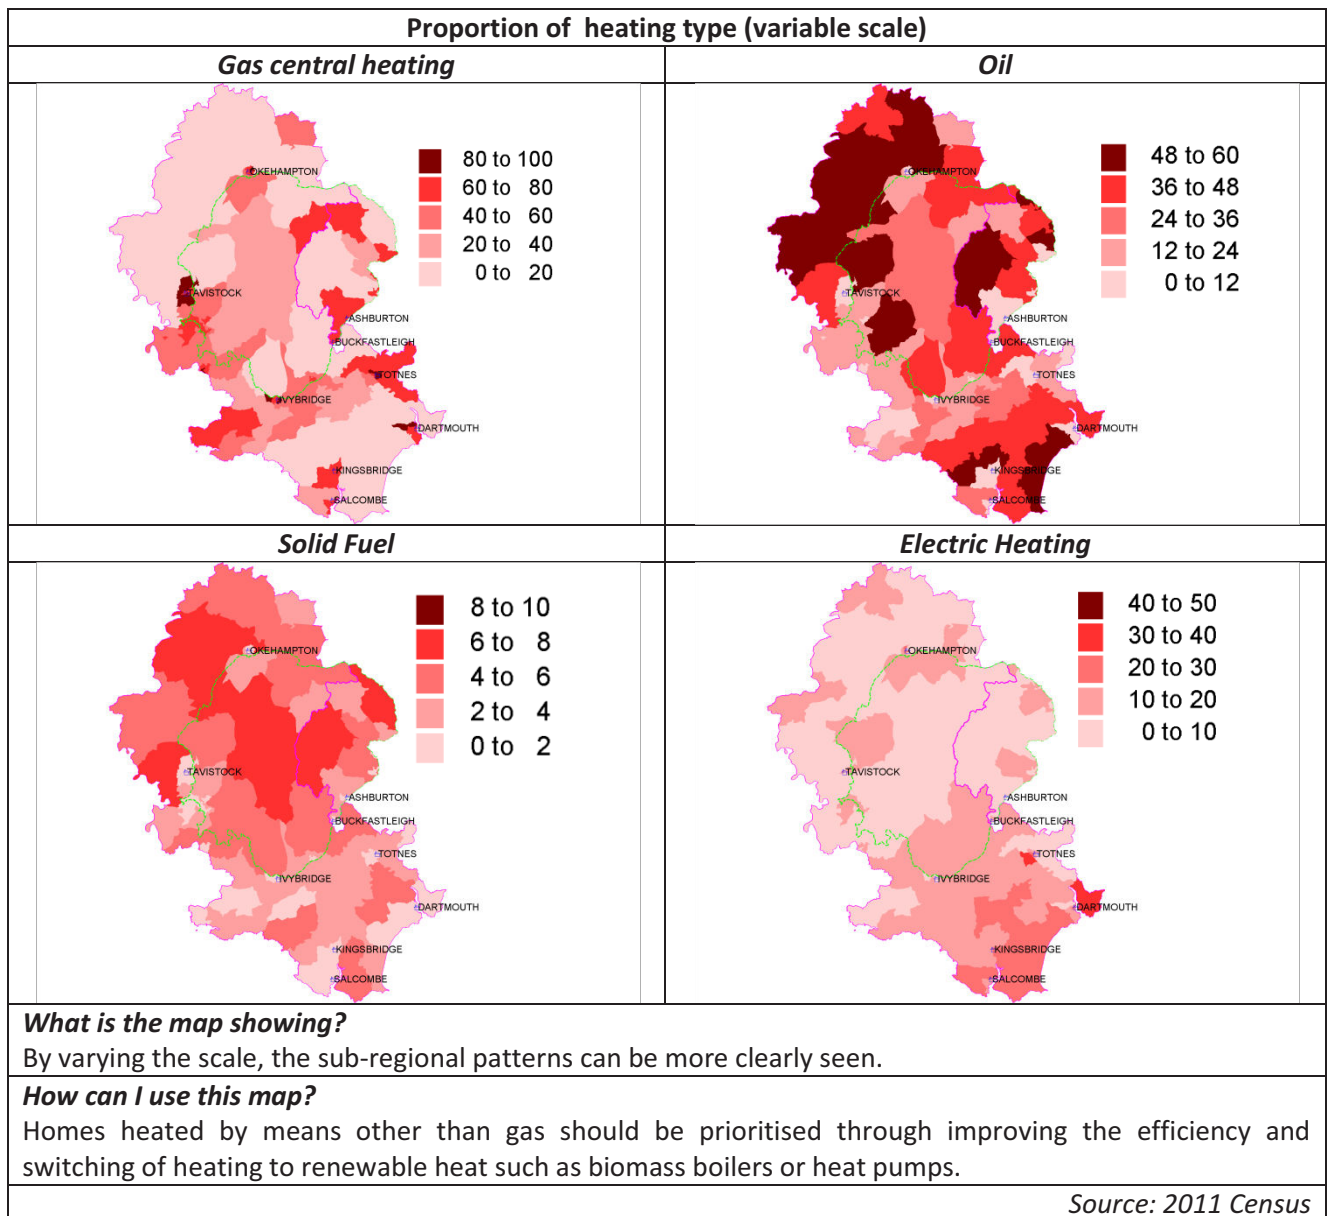 Proportion of heating type (variable scale)
Gas central heating
Oil
80 to 100
60 to 80
40 to 60
20 to 40
0 to 20
OKEHAMPTON
TAVISTOCK
ASHBURTON
BUCKFASTLEIGH
TOTNES
IVYBRIDGE
DARTMOUTH
KINGSBRIDGE
SALCOMBE
48 to 60
36 to 48
24 to 36
12 to 24
0 to 12
OKEHAMPTON
TAVISTOCK
ASHBURTON
BUCKFASTLEIGH
TOTNES
IVYBRIDGE
DARTMOUTH
KINGSBRIDGE
SALCOMBE
Solid Fuel
Electric Heating
8 to 10
6 to 8
4 to 6
2 to 4
0 to 2
OKEHAMPTON
TAVISTOCK
ASHBURTON
BUCKFASTLEIGH
TOTNES
IVYBRIDGE
DARTMOUTH
KINGSBRIDGE
SALCOMBE
40 to 50
30 to 40
20 to 30
10 to 20
0 to 10
OKEHAMPTON
TAVISTOCK
ASHBURTON
BUCKFASTLEIGH
TOTNES
IVYBRIDGE
DARTMOUTH
KINGSBRIDGE
SALCOMBE
What is the map showing?
By varying the scale, the sub-regional patterns can be more clearly seen.
How can I use this map?
Homes heated by means other than gas should be prioritised through improving the efficiency and
switching of heating to renewable heat such as biomass boilers or heat pumps.
Source: 2011 Census